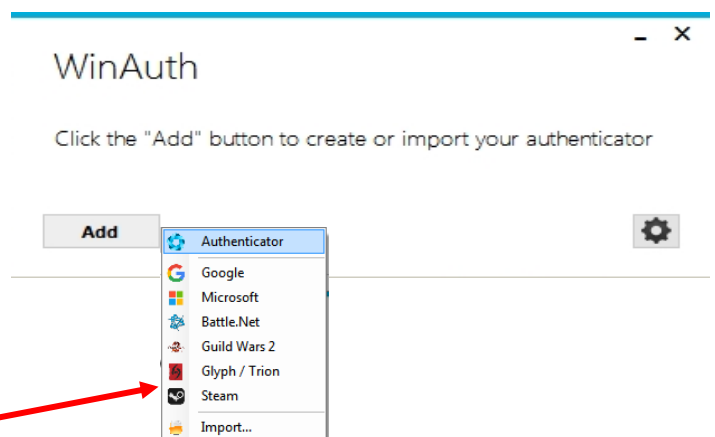 WinAuth
Click the "Add" button to create or import your authenticator
Add
Authenticator
Google
Microsoft
Battle.Net
Guild Wars 2
Glyph / Trion
Steam
Import...